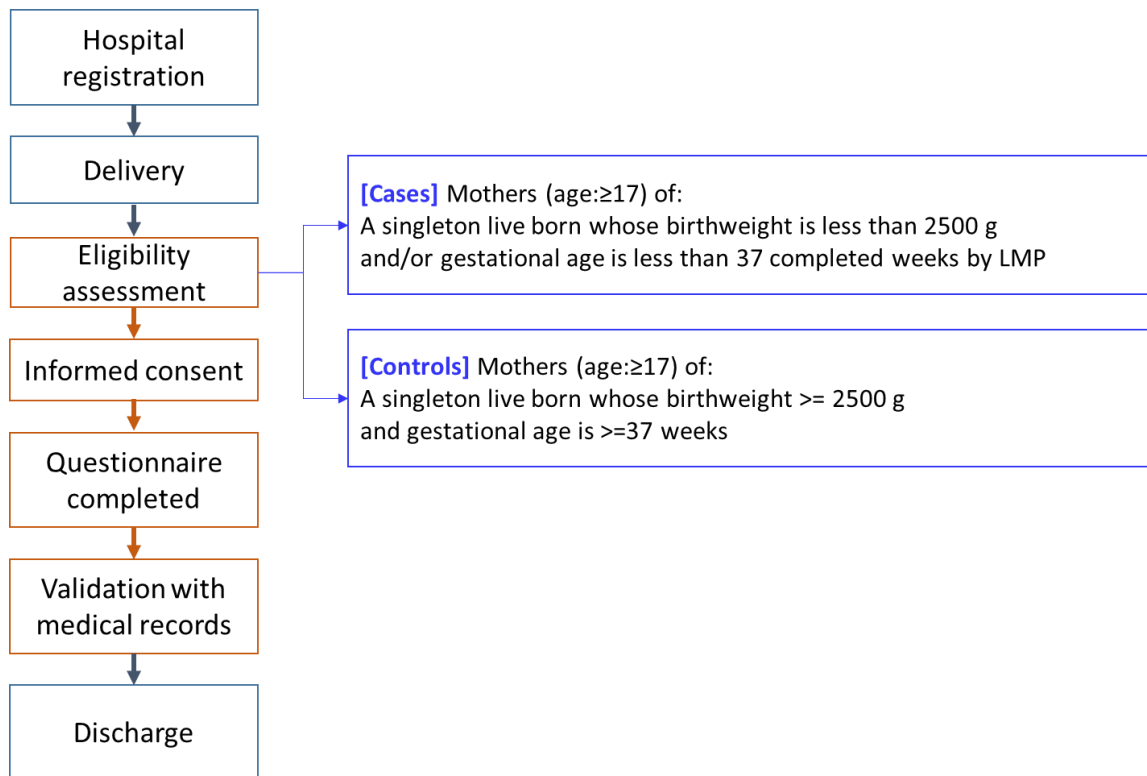 Hospital
registration
Delivery
Eligibility
assessment
[Cases] Mothers (age:≥17) of:
A singleton live born whose birthweight is less than 2500 g
and/or gestational age is less than 37 completed weeks by LMP
[Controls] Mothers (age:≥17) of:
A singleton live born whose birthweight >= 2500 g
and gestational age is >=37 weeks
Informed consent
Questionnaire
completed
Validation with
medical records
Discharge